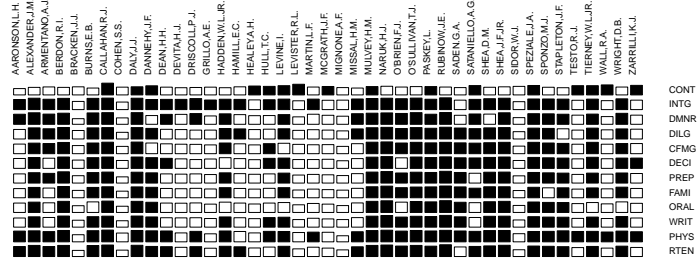 AARONSON,L.H.
ALEXANDER,J.M
ARMENTANO,A.J
BERDON,R.I.
BRACKEN,J.J.
BURNS,E.B.
CALLAHAN,R.J.
COHEN,S.S.
DALY,J.J.
DANNEHY,J.F.
DEAN,H.H.
DEVITA,H.J.
DRISCOLL,P.J.
GRILLO,A.E.
HADDEN,W.L.JR.
HAMILL,E.C.
HEALEY.A.H.
HULL,T.C.
LEVINE,I.
LEVISTER,R.L.
MARTIN,L.F.
MCGRATH,J.F.
MIGNONE,A.F.
MISSAL,H.M.
MULVEY,H.M.
NARUK,H.J.
O'BRIEN,F.J.
O'SULLIVAN,T.J.
PASKEY,L.
RUBINOW,J.E.
SADEN,G.A.
SATANIELLO,A.G.
SHEA,D.M.
SHEA,J.F.JR.
SIDOR,W.J.
SPEZIALE,J.A.
SPONZO,M.J.
STAPLETON,J.F.
TESTO,R.J.
TIERNEY,W.L.JR.
WALL,R.A.
WRIGHT,D.B.
ZARRILLI,K.J.
CONT
INTG
DMNR
DILG
CFMG
DECI
PREP
FAMI
ORAL
WRIT
PHYS
RTEN